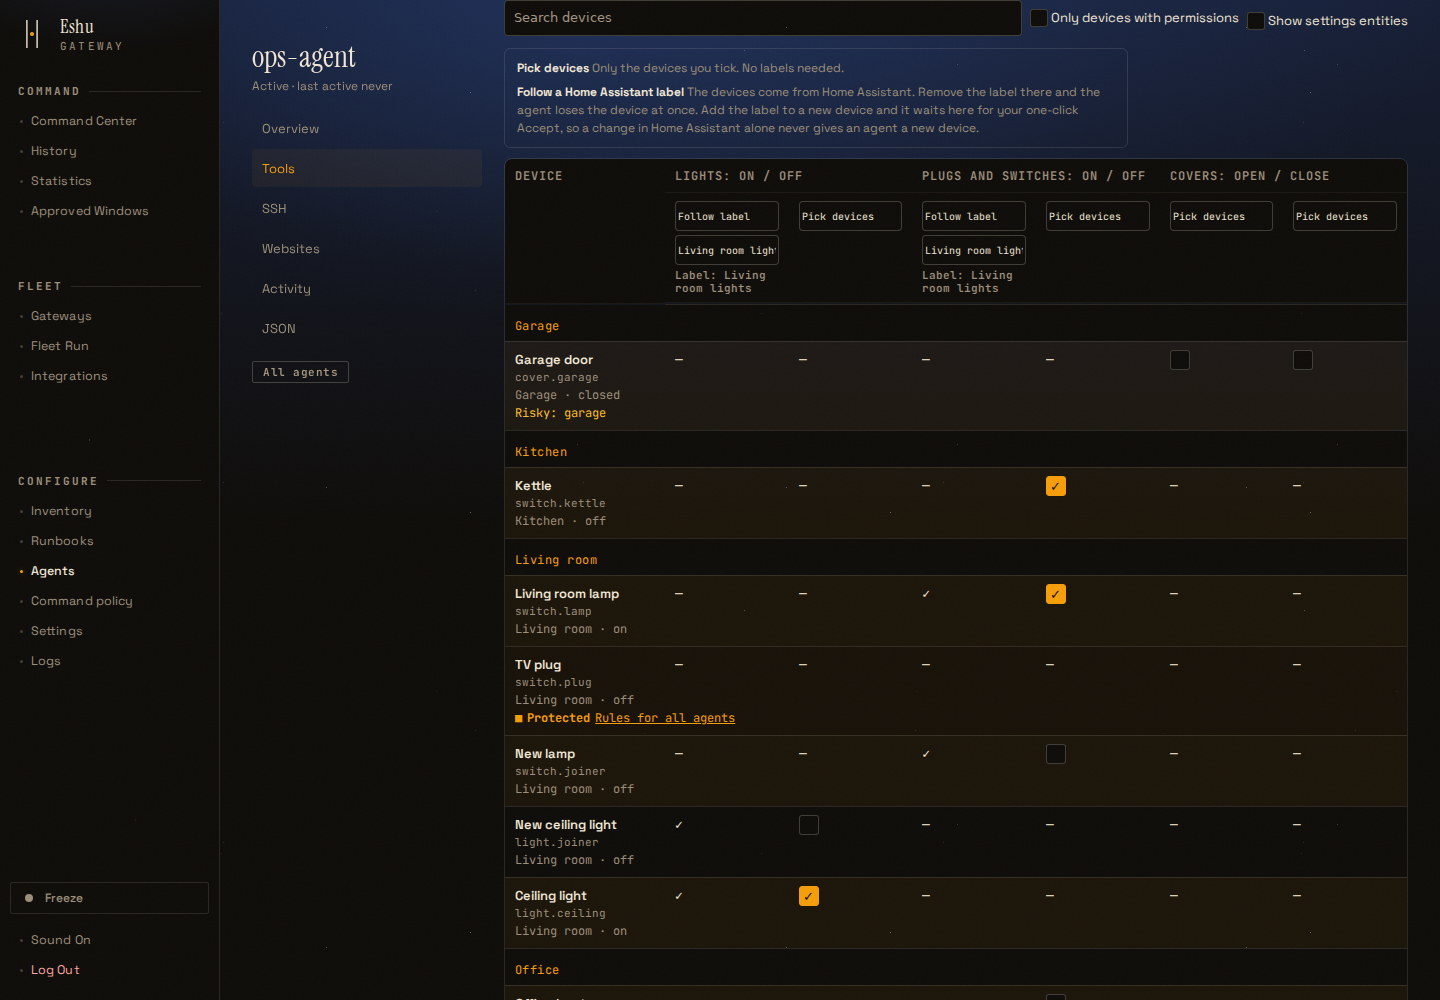 Eshu
GATEWAY
COMMAND
Command Center
History
Statistics
Approved Windows
FLEET
Gateways
Fleet Run
Integrations
CONFIGURE
Inventory
Runbooks
Agents
Command policy
Settings
Logs
Freeze
Sound On
Log Out
ops-agent
Active · last active never
Overview
Tools
SSH
Websites
Activity
JSON
All agents
Search devices
Only devices with permissions
Show settings entities
Pick devices Only the devices you tick. No labels needed.
Follow a Home Assistant label The devices come from Home Assistant. Remove the label there and the
agent loses the device at once. Add the label to a new device and it waits here for your one-click
Accept, so a change in Home Assistant alone never gives an agent a new device.
DEVICE LIGHTS: ON / OFF PLUGS AND SWITCHES: ON / OFF COVERS: OPEN / CLOSE
Follow label Pick devices Follow label Pick devices Pick devices Pick devices
Living room light Living room light
Label: Living Label: Living
room lights room lights
Garage
Garage door – – – –
cover.garage
Garage · closed
Risky: garage
Kitchen
Kettle – – – ✓ – –
switch.kettle
Kitchen · off
Living room
Living room lamp – – ✓ ✓ – –
switch.lamp
Living room · on
TV plug – – – – – –
switch.plug
Living room · off
■ Protected Rules for all agents
New lamp – – ✓ – –
switch.joiner
Living room · off
New ceiling light ✓ – – – –
light.joiner
Living room · off
Ceiling light ✓ ✓ – – – –
light.ceiling
Living room · on
Office